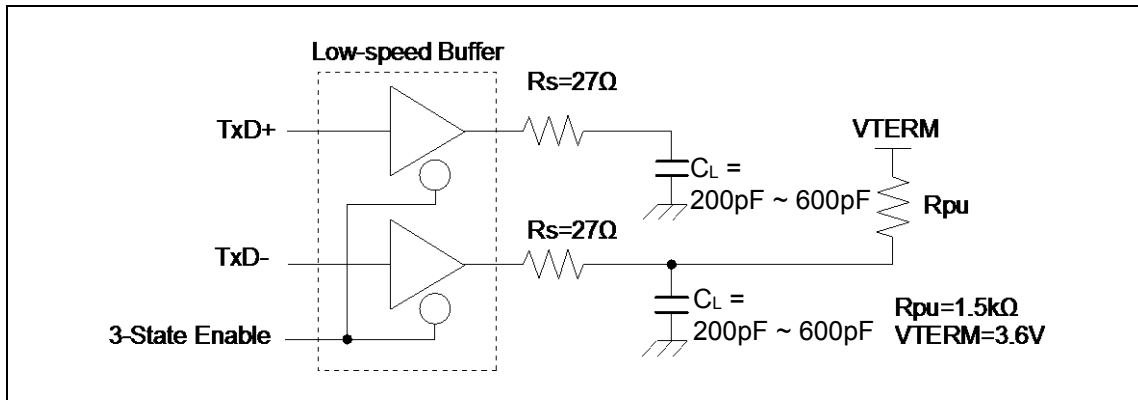 Low-speed Buffer
Rs=27Ω
TxD+
VTERM
CL =
200pF ~ 600pF
Rpu
Rs=27Ω
TxD-
CL =
200pF ~ 600pF
Rpu=1.5kΩ
VTERM=3.6V
3-State Enable